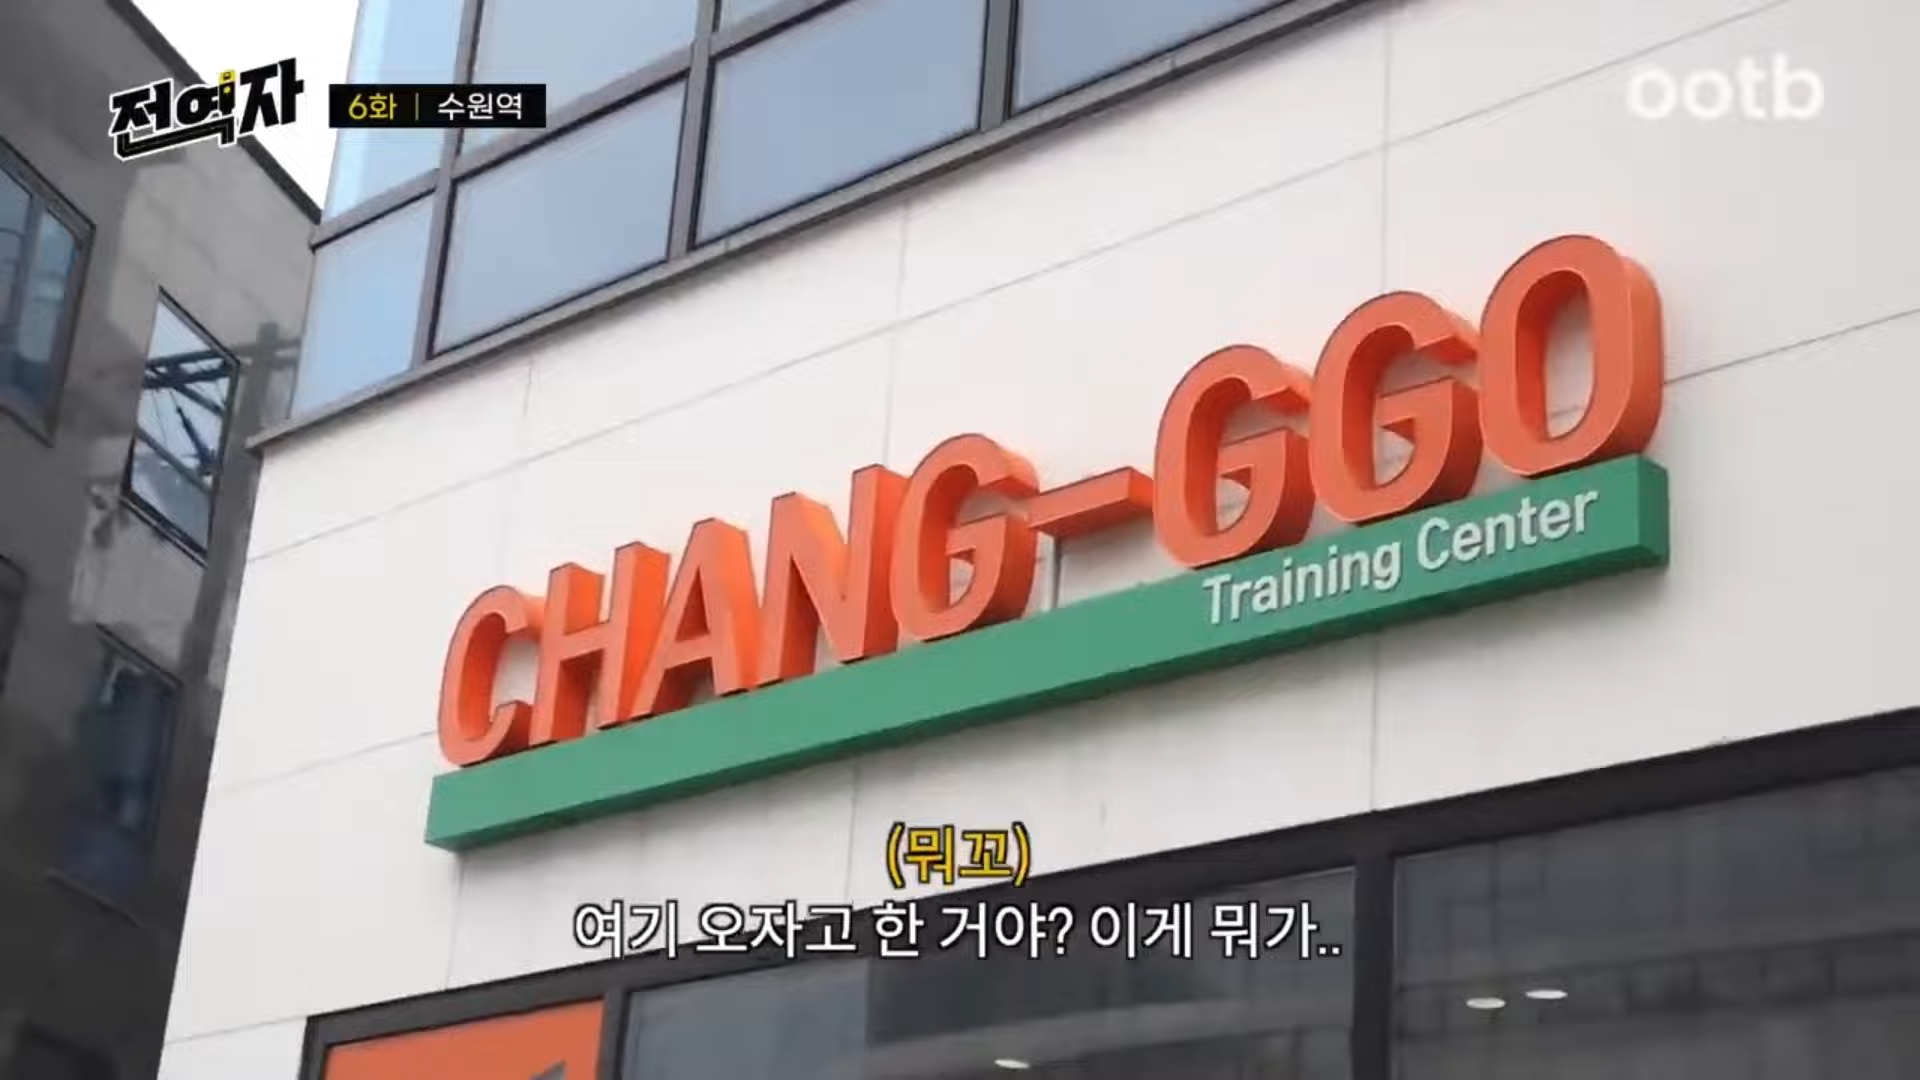 전역자
6화 | 수원역
ootb
CHANG-GGO
Training Center
(뭐꼬)
여기 오자고 한 거야? 이게 뭐가..